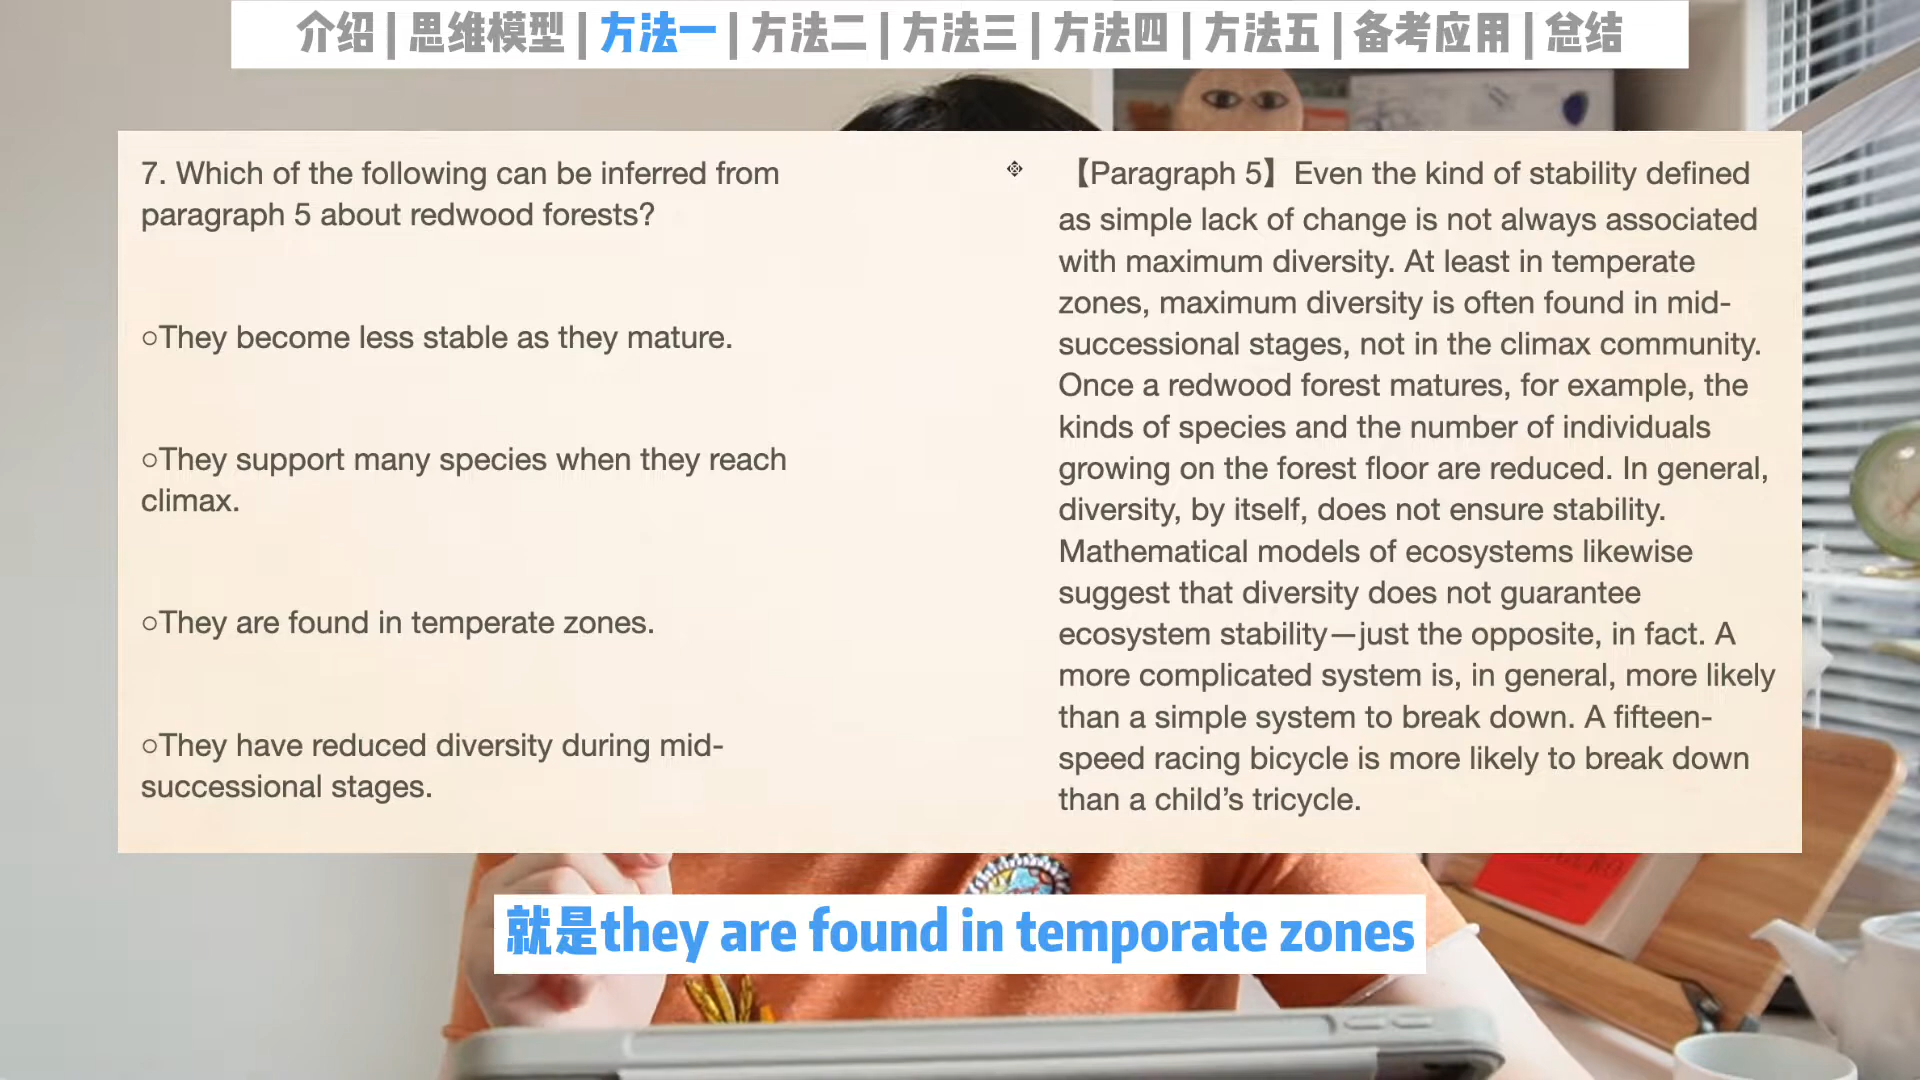 介绍 | 思维模型 | 方法一 | 方法二 | 方法三 | 方法四 | 方法五 | 备考应用 | 总结
7. Which of the following can be inferred from
paragraph 5 about redwood forests?
○They become less stable as they mature.
○They support many species when they reach
climax.
○They are found in temperate zones.
○They have reduced diversity during mid-
successional stages.
【Paragraph 5】Even the kind of stability defined
as simple lack of change is not always associated
with maximum diversity. At least in temperate
zones, maximum diversity is often found in mid-
successional stages, not in the climax community.
Once a redwood forest matures, for example, the
kinds of species and the number of individuals
growing on the forest floor are reduced. In general,
diversity, by itself, does not ensure stability.
Mathematical models of ecosystems likewise
suggest that diversity does not guarantee
ecosystem stability—just the opposite, in fact. A
more complicated system is, in general, more likely
than a simple system to break down. A fifteen-
speed racing bicycle is more likely to break down
than a child’s tricycle.
就是they are found in temporate zones